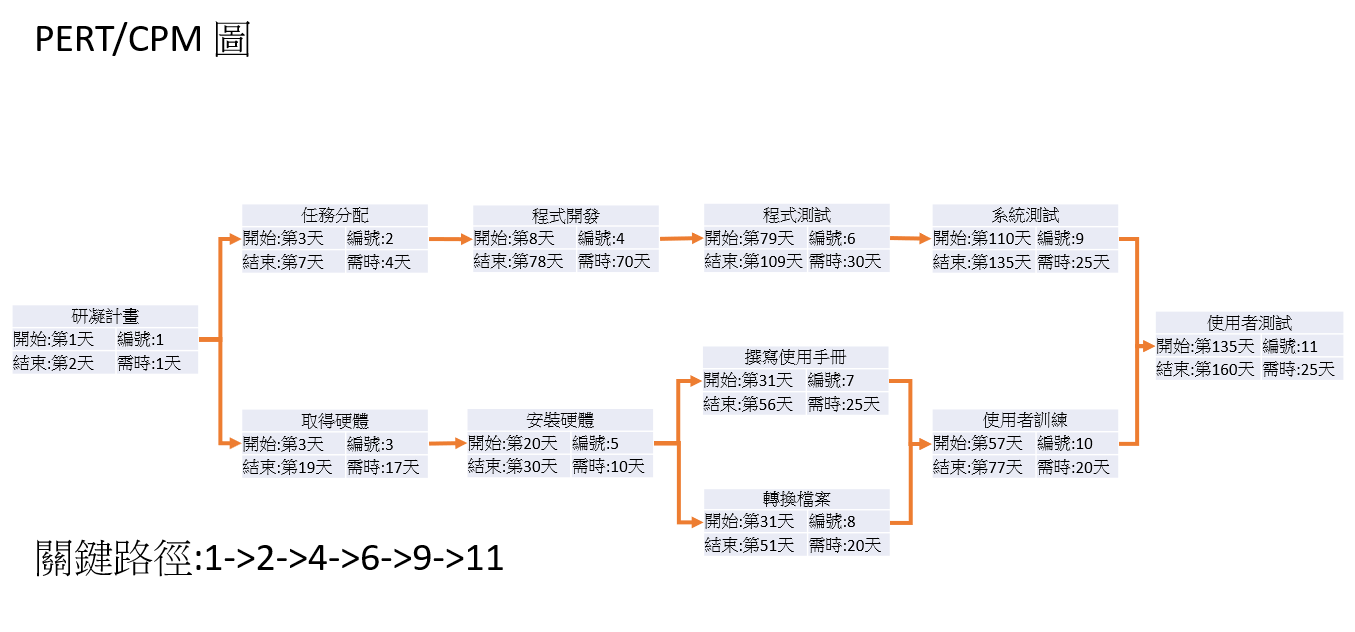 PERT/CPM 圖
任務分配
開始:第3天 編號:2
結束:第7天 需時:4天
程式開發
開始:第8天 編號:4
結束:第78天 需時:70天
程式測試
開始:第79天 編號:6
結束:第109天 需時:30天
系統測試
開始:第110天 編號:9
結束:第135天 需時:25天
研凝計畫
開始:第1天 編號:1
結束:第2天 需時:1天
使用者測試
開始:第135天 編號:11
結束:第160天 需時:25天
撰寫使用手冊
開始:第31天 編號:7
結束:第56天 需時:25天
取得硬體
開始:第3天 編號:3
結束:第19天 需時:17天
安裝硬體
開始:第20天 編號:5
結束:第30天 需時:10天
使用者訓練
開始:第57天 編號:10
結束:第77天 需時:20天
轉換檔案
開始:第31天 編號:8
結束:第51天 需時:20天
關鍵路徑:1->2->4->6->9->11